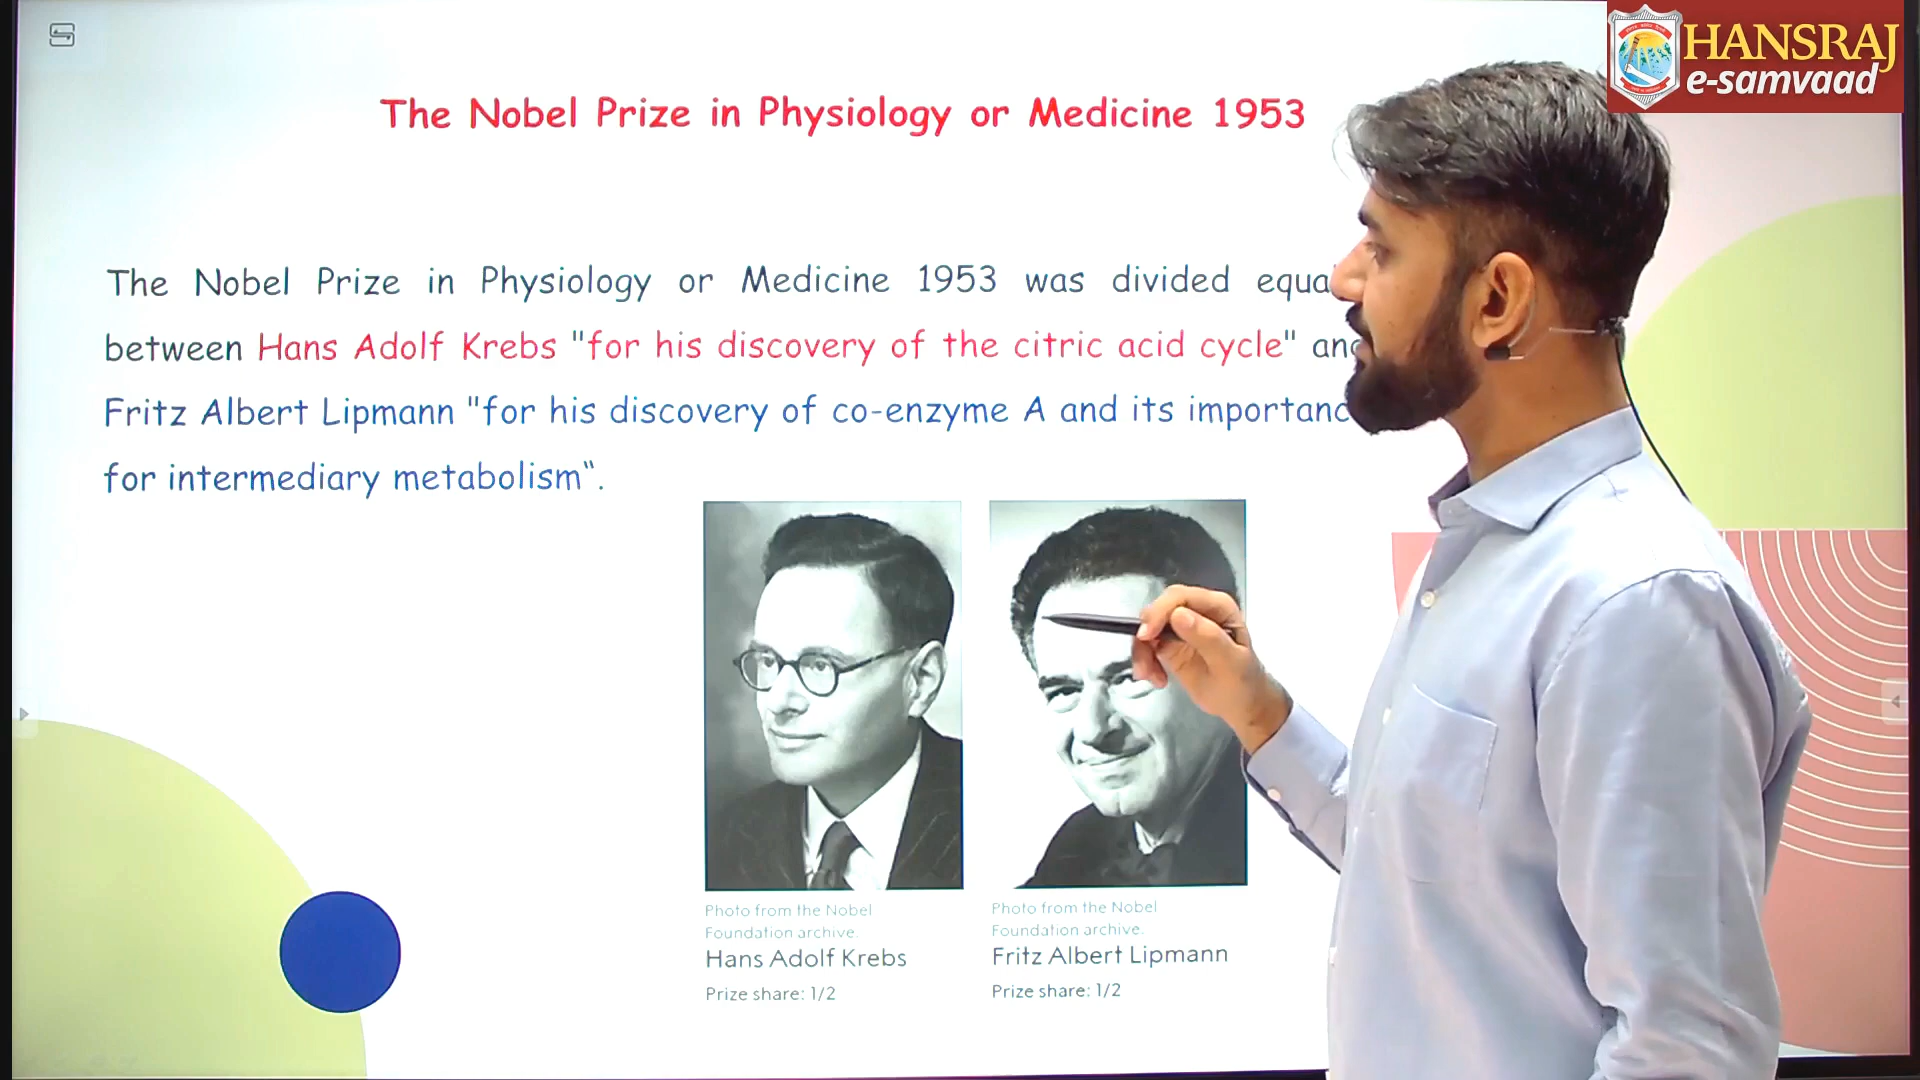 HANSRAJ
e-samvaad
The Nobel Prize in Physiology or Medicine 1953
The Nobel Prize in Physiology or Medicine 1953 was divided
between Hans Adolf Krebs "for his discovery of the citric acid cycle" and
Fritz Albert Lipmann "for his discovery of co-enzyme A and its importanc
for intermediary metabolism“.
Photo from the Nobel
Foundation archive.
Hans Adolf Krebs
Prize share: 1/2
Photo from the Nobel
Foundation archive.
Fritz Albert Lipmann
Prize share: 1/2